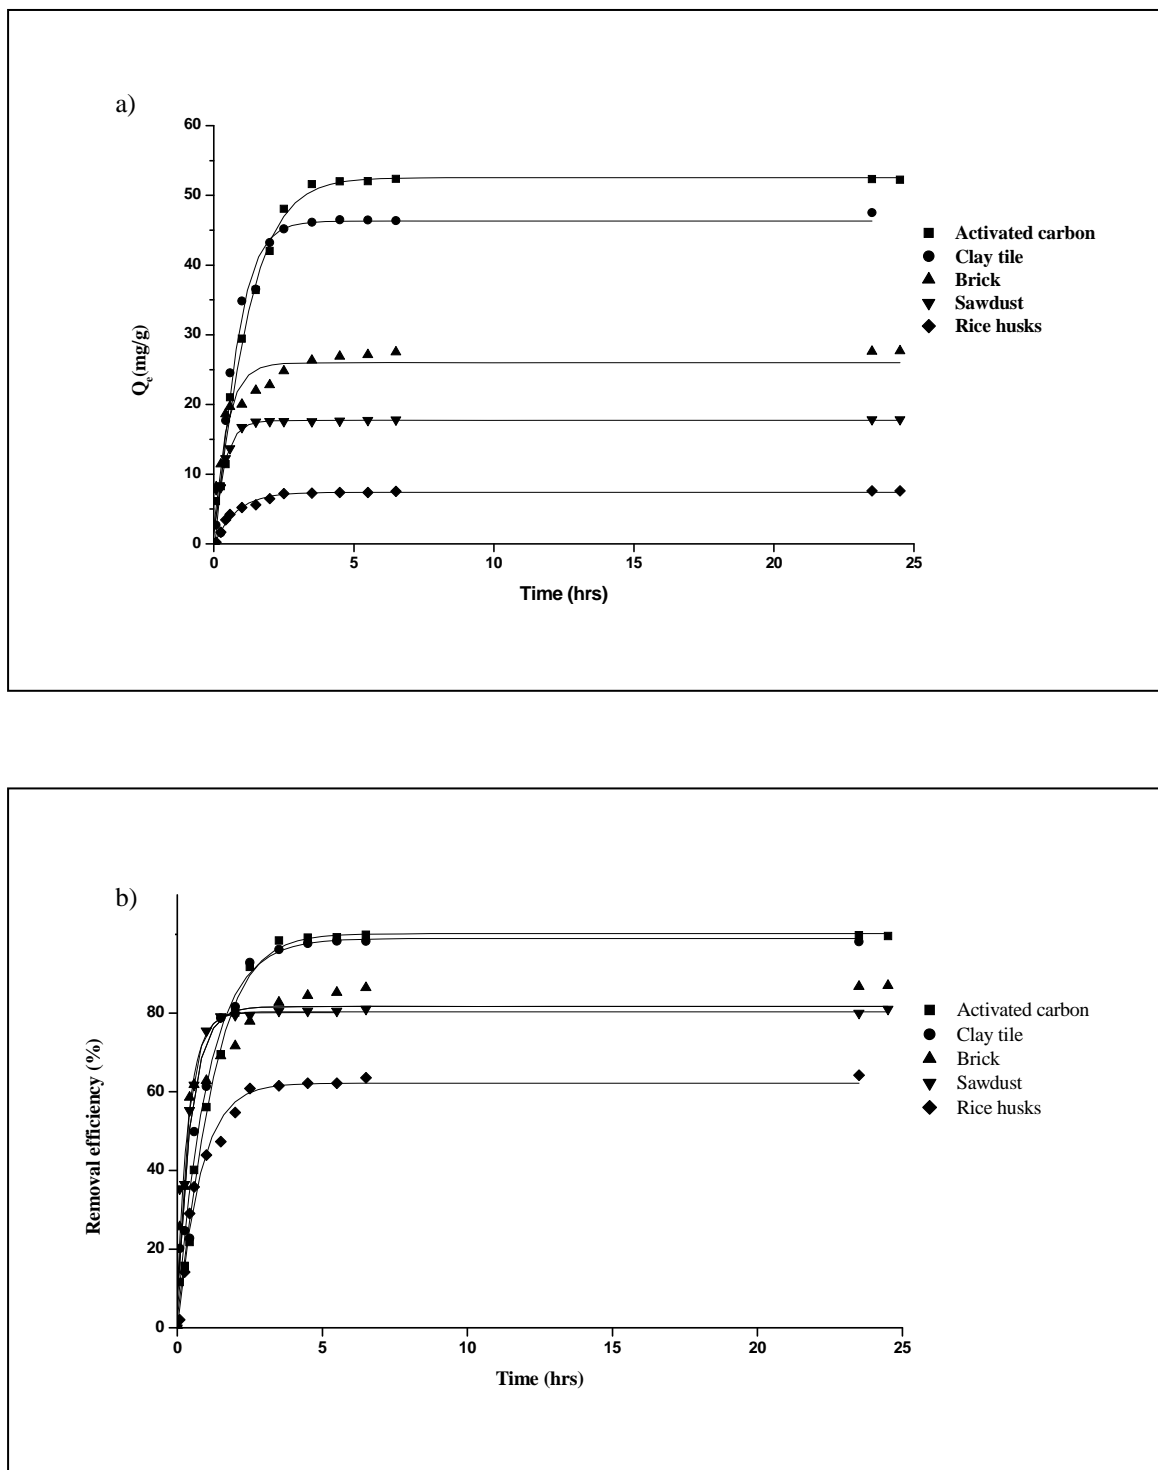 a)
60
50
40
30
20
10
0
Qe(mg/g)
0 5 10 15 20 25
Time (hrs)
Activated carbon
Clay tile
Brick
Sawdust
Rice husks
b)
80
60
40
20
0
Removal efficiency (%)
0 5 10 15 20 25
Time (hrs)
Activated carbon
Clay tile
Brick
Sawdust
Rice husks